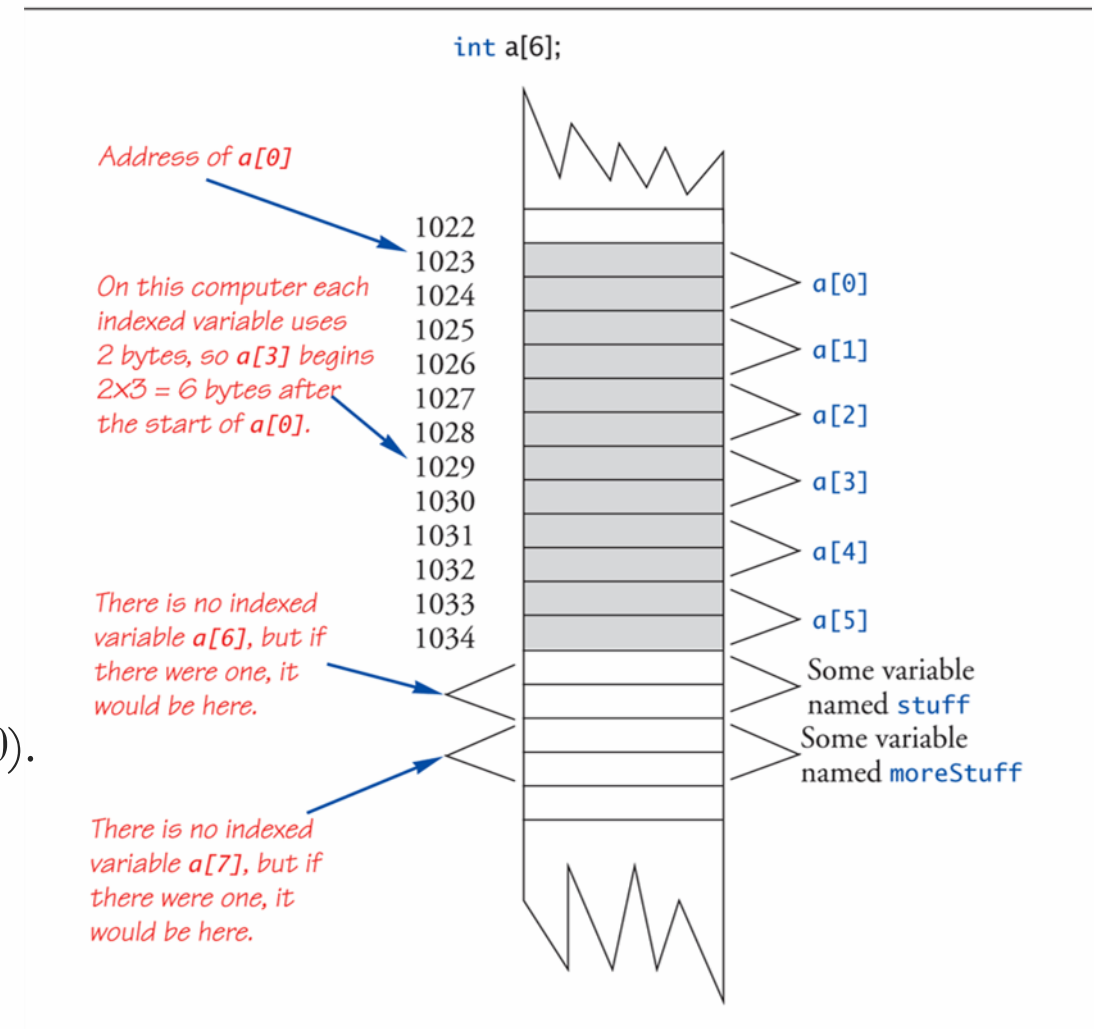 int a[6];
Address of a[0]
1022
1023
1024
1025
1026
1027
1028
1029
1030
1031
1032
1033
1034
On this computer each
indexed variable uses
2 bytes, so a[3] begins
2x3 = 6 bytes after
the start of a[0].
There is no indexed
variable a[6], but if
there were one, it
would be here.
There is no indexed
variable a[7], but if
there were one, it
would be here.
a[0]
a[1]
a[2]
a[3]
a[4]
a[5]
Some variable
named stuff
Some variable
named moreStuff
).